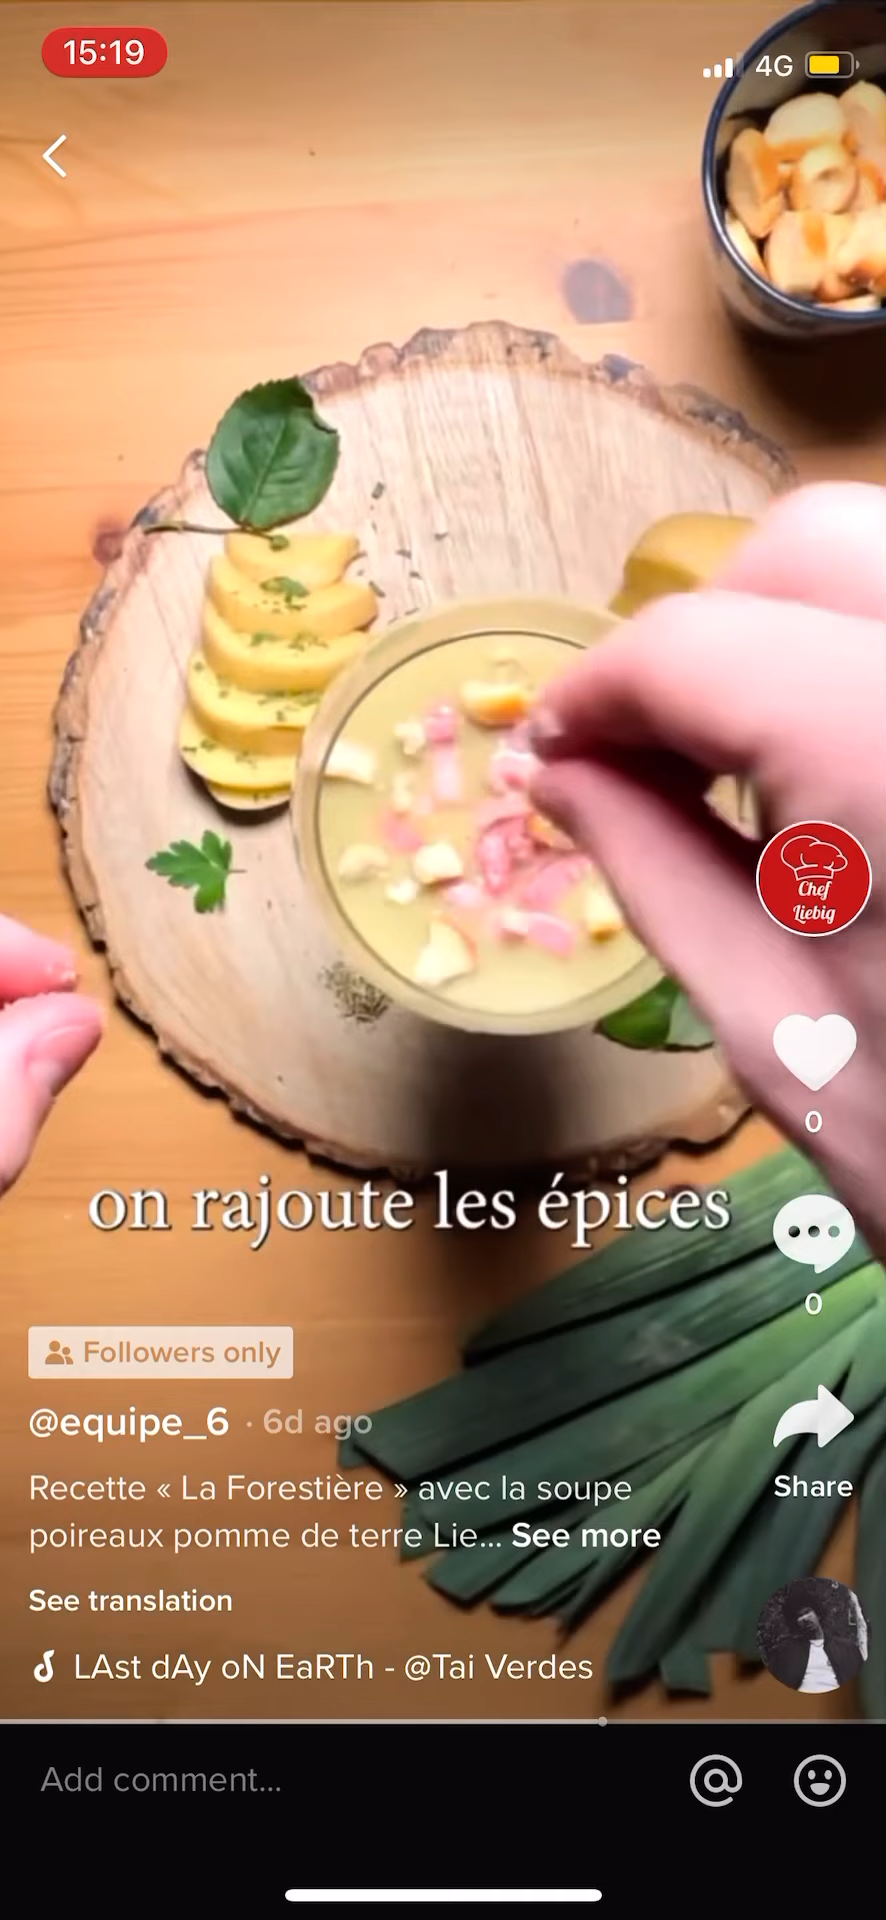 15:19
4G
Chef
Liebig
0
on rajoute les épices
0
Followers only
@equipe_6 · 6d ago
Share
Recette « La Forestière » avec la soupe
poireaux pomme de terre Lie... See more
See translation
LAst dAy oN EaRTh - @Tai Verdes
Add comment...